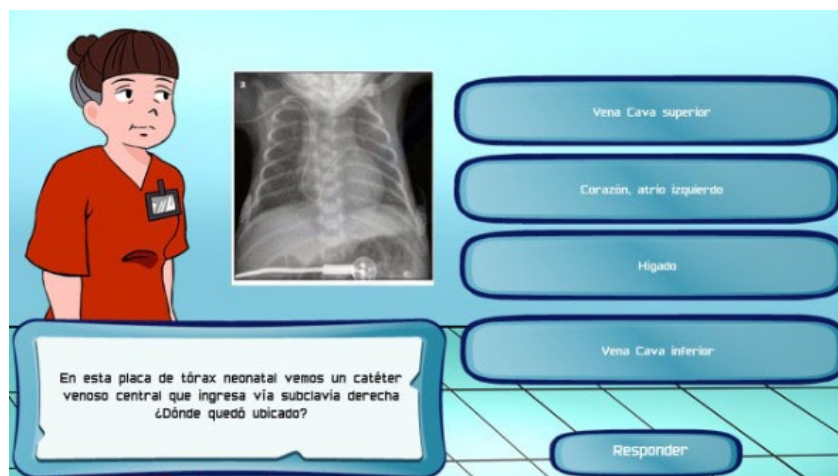 Vena Cava superior
Corazón, atrio izquierdo
Hígado
Vena Cava inferior
En esta placa de tórax neonatal vemos un catéter
venoso central que ingresa vía subclavia derecha
¿Dónde quedó ubicado?
Responder